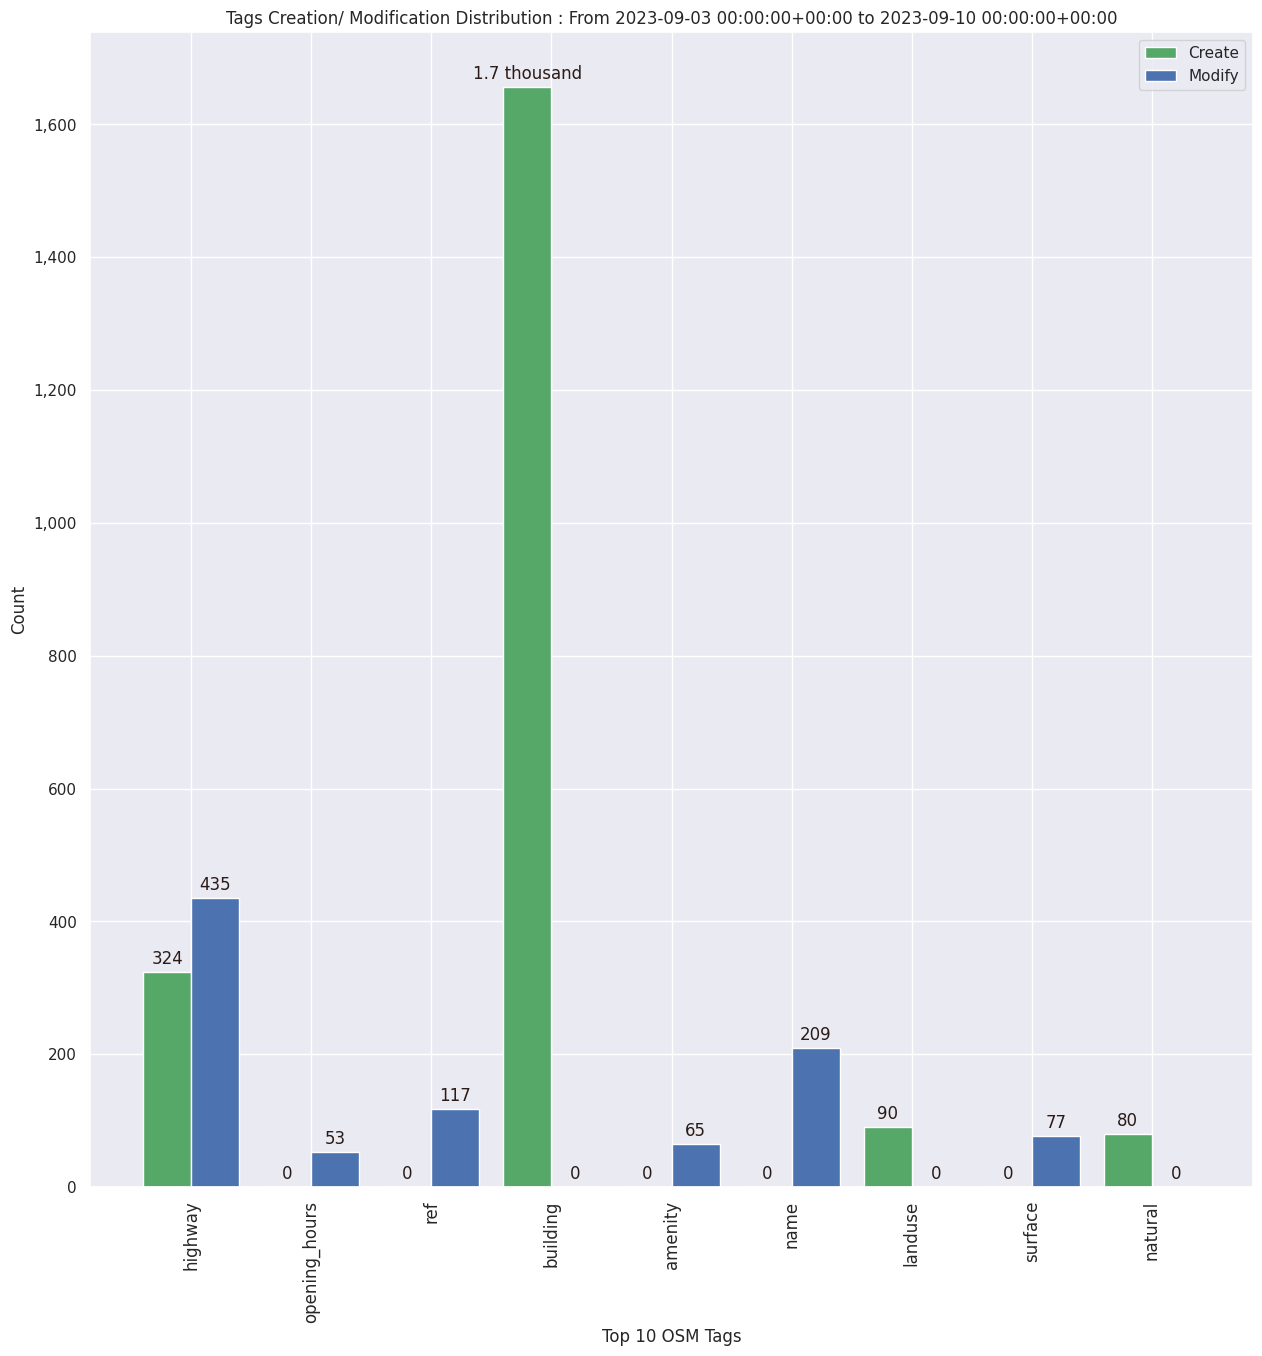 Tags Creation/ Modification Distribution : From 2023-09-03 00:00:00+00:00 to 2023-09-10 00:00:00+00:00
Create
Modify
1.7 thousand
1,600
1,400
1,200
1,000
800
600
400
200
0
Count
324
435
0
53
0
117
0
0
65
0
209
90
0
0
77
80
0
highway
opening_hours
ref
building
amenity
name
landuse
surface
natural
Top 10 OSM Tags